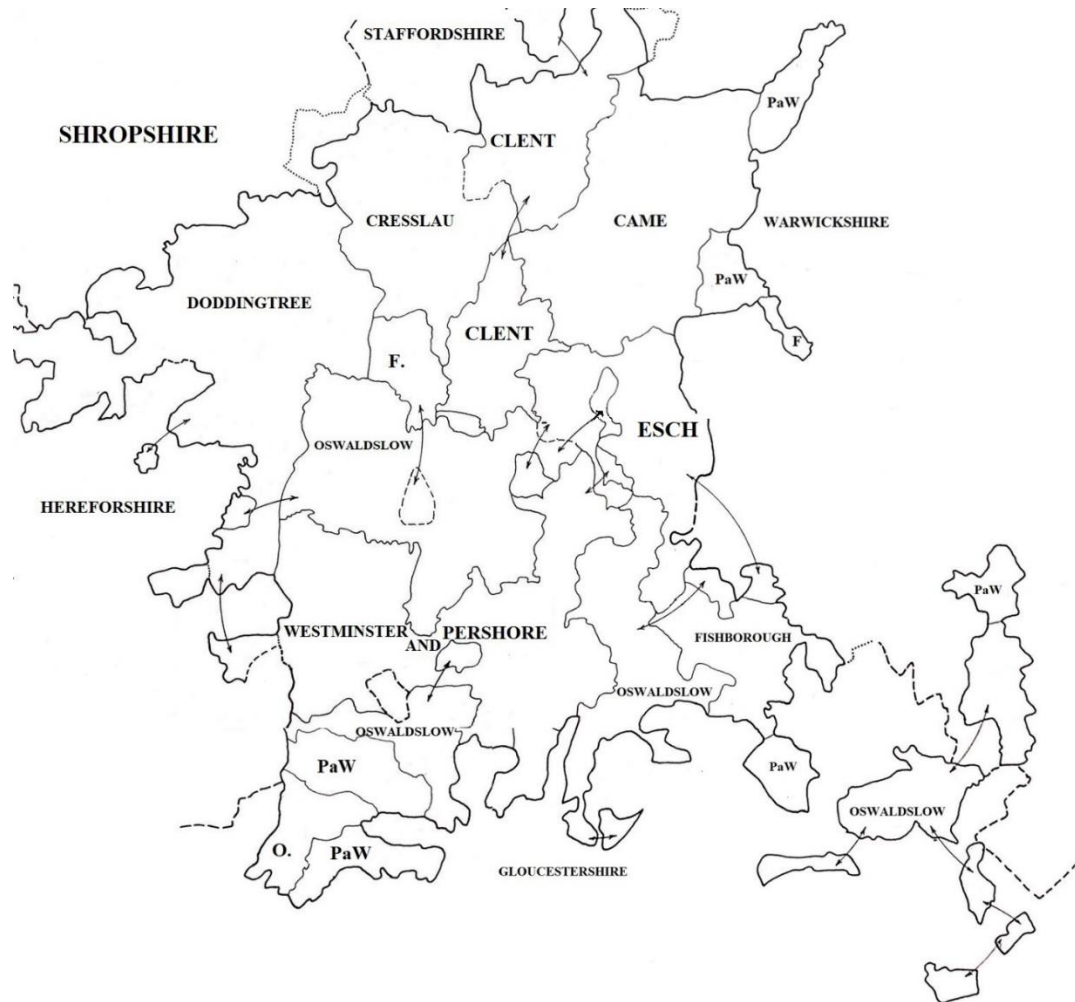 STAFFORDSHIRE
PaW
SHROPSHIRE
CLENT
CRESSLAU
CAME
WARWICKSHIRE
PaW
DODDINGTREE
CLENT
F
F.
ESCH
OSWALDSLOW
HEREFORSHIRE
PaW
WESTMINSTER
AND
PERSHORE
FISHBOROUGH
OSWALDSLOW
OSWALDSLOW
PaW
PaW
OSWALDSLOW
O.
PaW
GLOUCESTERSHIRE